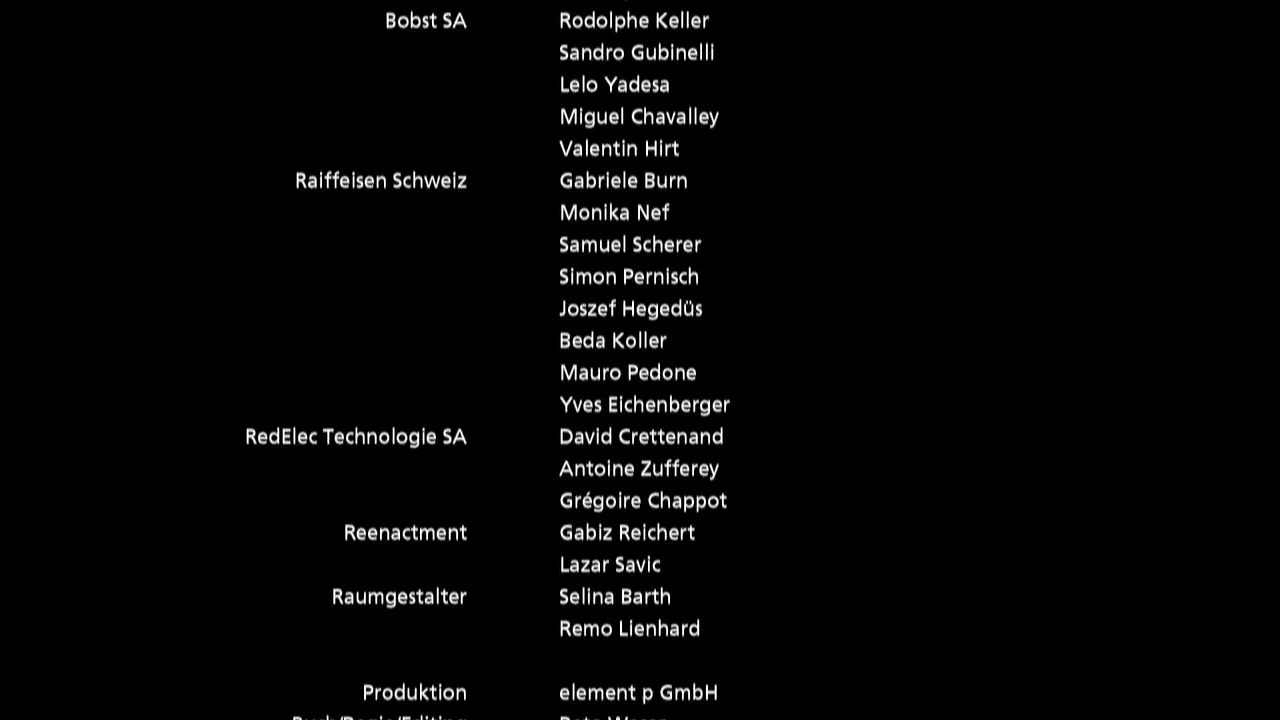 Bobst SA Rodolphe Keller
Sandro Gubinelli
Lelo Yadesa
Miguel Chavalley
Valentin Hirt
Raiffeisen Schweiz Gabriele Burn
Monika Nef
Samuel Scherer
Simon Pernisch
Joszef Hegedüs
Beda Koller
Mauro Pedone
Yves Eichenberger
RedElec Technologie SA David Crettenand
Antoine Zufferey
Grégoire Chappot
Reenactment Gabiz Reichert
Lazar Savic
Raumgestalter Selina Barth
Remo Lienhard
Produktion element p GmbH